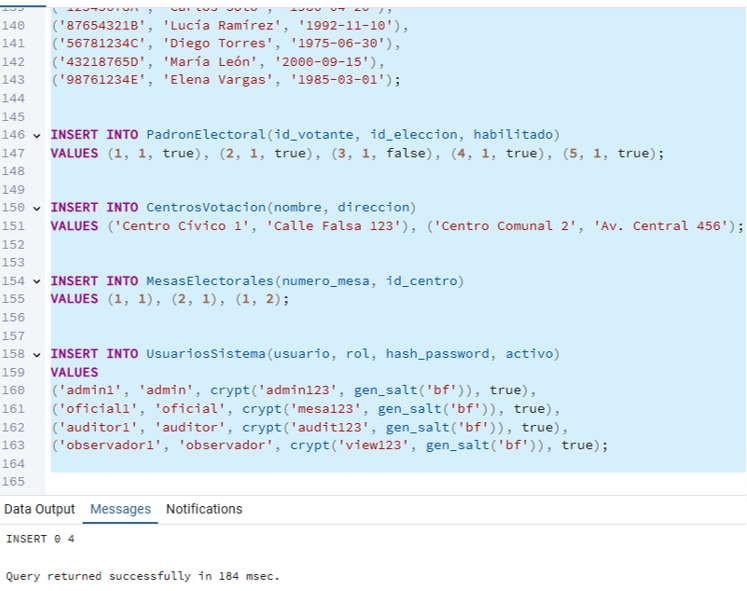 140 ('87654321B', 'Lucía Ramírez', '1992-11-10'),
141 ('56781234C', 'Diego Torres', '1975-06-30'),
142 ('43218765D', 'María León', '2000-09-15'),
143 ('98761234E', 'Elena Vargas', '1985-03-01');
144
145
146 INSERT INTO PadronElectoral(id_votante, id_eleccion, habilitado)
147 VALUES (1, 1, true), (2, 1, true), (3, 1, false), (4, 1, true), (5, 1, true);
148
149
150 INSERT INTO CentrosVotacion(nombre, direccion)
151 VALUES ('Centro Cívico 1', 'Calle Falsa 123'), ('Centro Comunal 2', 'Av. Central 456');
152
153
154 INSERT INTO MesasElectorales(numero_mesa, id_centro)
155 VALUES (1, 1), (2, 1), (1, 2);
156
157
158 INSERT INTO UsuariosSistema(usuario, rol, hash_password, activo)
159 VALUES
160 ('admin1', 'admin', crypt('admin123', gen_salt('bf')), true),
161 ('oficial1', 'oficial', crypt('mesa123', gen_salt('bf')), true),
162 ('auditor1', 'auditor', crypt('audit123', gen_salt('bf')), true),
163 ('observador1', 'observador', crypt('view123', gen_salt('bf')), true);
164
165
Data Output Messages Notifications
INSERT 0 4
Query returned successfully in 184 msec.